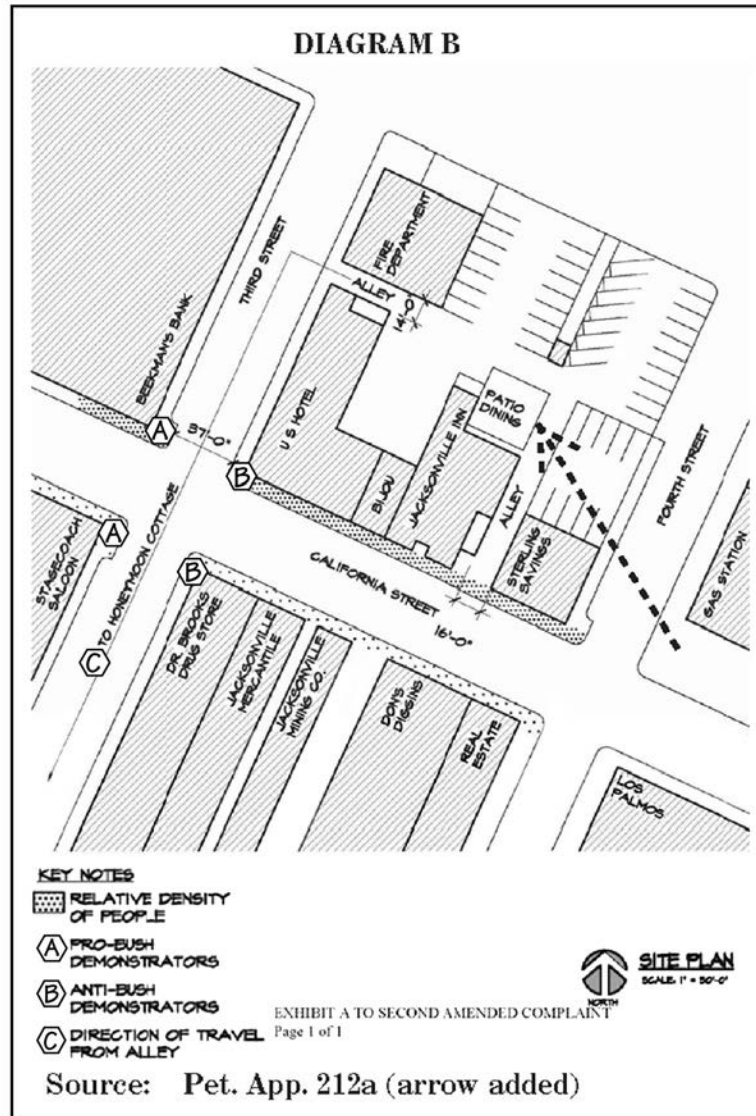 DIAGRAM B
THIRD STREET
FIRE
DEPARTMENT
ALLEY
14'-0"
BEEKMAN'S BANK
37'-0"
U S HOTEL
PATIO
DINING
FOURTH STREET
BIJOU
JACKSONVILLE INN
ALLEY
STERLING
SAVINGS
GAS STATION
A
B
STAGECOACH
SALOON
A
TO HONEYMOON COTTAGE
B
CALIFORNIA STREET
16'-0"
C
DR. BROOKS
DRUG STORE
JACKSONVILLE
MERCANTILE
JACKSONVILLE
MINING CO.
DON'S
DIGGINS
REAL
ESTATE
LOS
PALMOS
KEY NOTES
RELATIVE DENSITY
OF PEOPLE
A PRO-BUSH
DEMONSTRATORS
B ANTI-BUSH
DEMONSTRATORS
C DIRECTION OF TRAVEL
FROM ALLEY
NORTH
SITE PLAN
SCALE: 1" = 50'-0"
EXHIBIT A TO SECOND AMENDED COMPLAINT
Page 1 of 1
Source: Pet. App. 212a (arrow added)